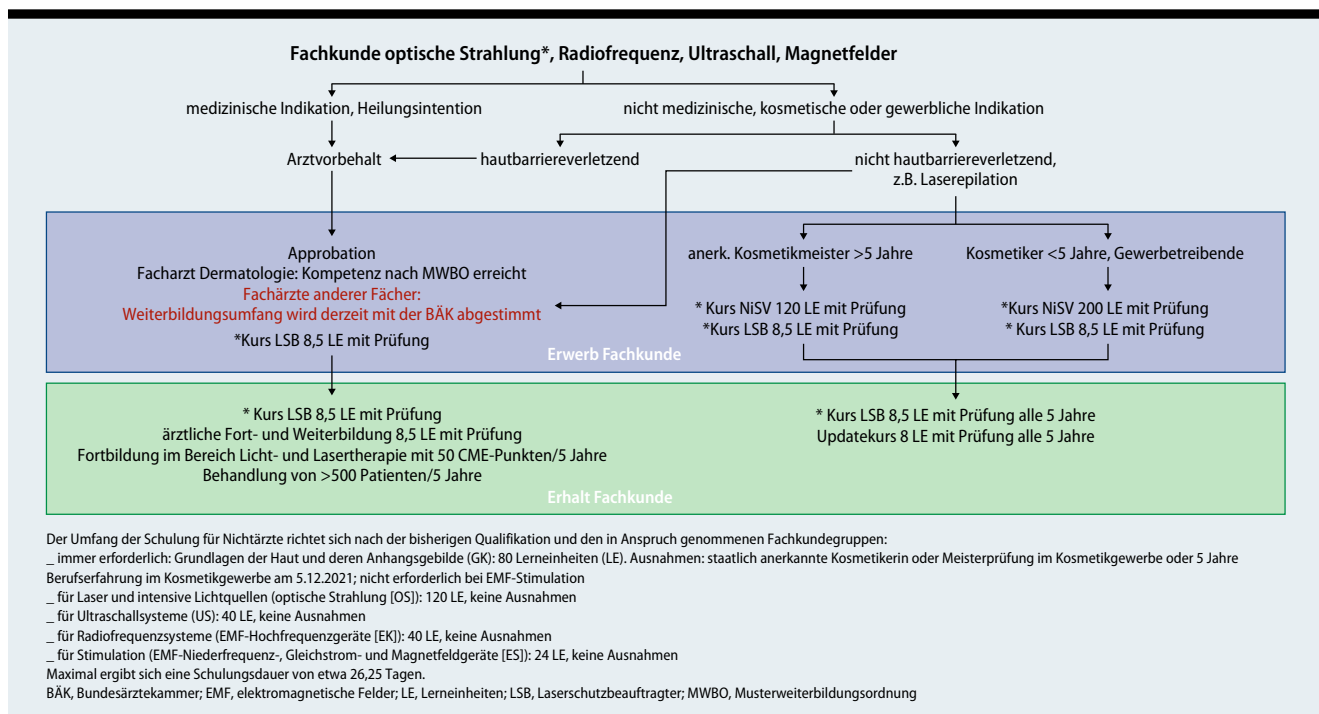 Fachkunde optische Strahlung*, Radiofrequenz, Ultraschall, Magnetfelder
medizinische Indikation, Heilungsintention
nicht medizinische, kosmetische oder gewerbliche Indikation
Arztvorbehalt
hautbarriereverletzend
nicht hautbarriereverletzend,
z.B. Laserepilation
Approbation
Facharzt Dermatologie: Kompetenz nach MWBO erreicht
Fachärzte anderer Fächer:
Weiterbildungsumfang wird derzeit mit der BÄK abgestimmt
*Kurs LSB 8,5 LE mit Prüfung
anerk. Kosmetikmeister >5 Jahre
* Kurs NiSV 120 LE mit Prüfung
*Kurs LSB 8,5 LE mit Prüfung
Kosmetiker <5 Jahre, Gewerbetreibende
*Kurs NiSV 200 LE mit Prüfung
* Kurs LSB 8,5 LE mit Prüfung
Erwerb Fachkunde
* Kurs LSB 8,5 LE mit Prüfung
ärztliche Fort- und Weiterbildung 8,5 LE mit Prüfung
Fortbildung im Bereich Licht- und Lasertherapie mit 50 CME-Punkten/5 Jahre
Behandlung von >500 Patienten/5 Jahre
* Kurs LSB 8,5 LE mit Prüfung alle 5 Jahre
Updatekurs 8 LE mit Prüfung alle 5 Jahre
Erhalt Fachkunde
Der Umfang der Schulung für Nichtärzte richtet sich nach der bisherigen Qualifikation und den in Anspruch genommenen Fachkundegruppen:
_ immer erforderlich: Grundlagen der Haut und deren Anhangsgebilde (GK): 80 Lerneinheiten (LE). Ausnahmen: staatlich anerkannte Kosmetikerin oder Meisterprüfung im Kosmetikgewerbe oder 5 Jahre
Berufserfahrung im Kosmetikgewerbe am 5.12.2021; nicht erforderlich bei EMF-Stimulation
_ für Laser und intensive Lichtquellen (optische Strahlung [OS]): 120 LE, keine Ausnahmen
_ für Ultraschallsysteme (US): 40 LE, keine Ausnahmen
_ für Radiofrequenzsysteme (EMF-Hochfrequenzgeräte [EK]): 40 LE, keine Ausnahmen
_ für Stimulation (EMF-Niederfrequenz-, Gleichstrom- und Magnetfeldgeräte [ES]): 24 LE, keine Ausnahmen
Maximal ergibt sich eine Schulungsdauer von etwa 26,25 Tagen.
BÄK, Bundesärztekammer; EMF, elektromagnetische Felder; LE, Lerneinheiten; LSB, Laserschutzbeauftragter; MWBO, Musterweiterbildungsordnung